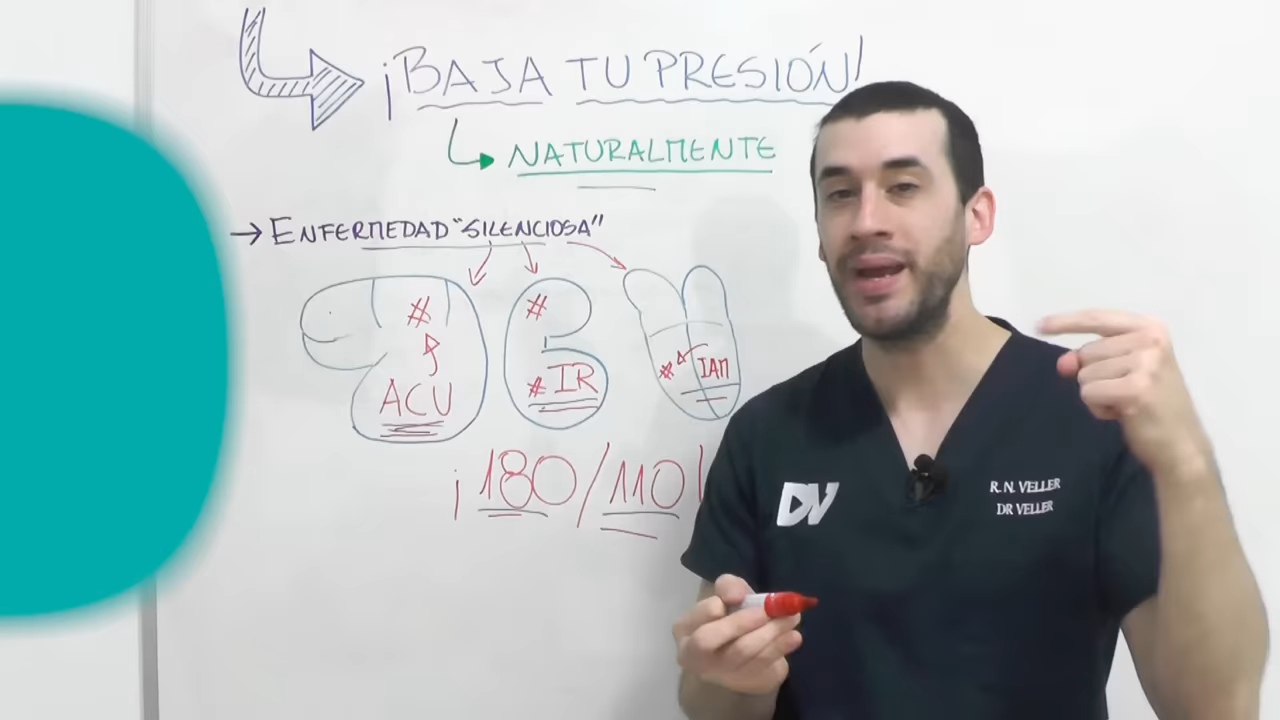 ¡BAJA TU PRESIÓN!
NATURALMENTE
→ ENFERMEDAD "SILENCIOSA"
# # 
ACU # IR * IAM
¡180/110!
DV
R. N. VELLER
DR VELLER